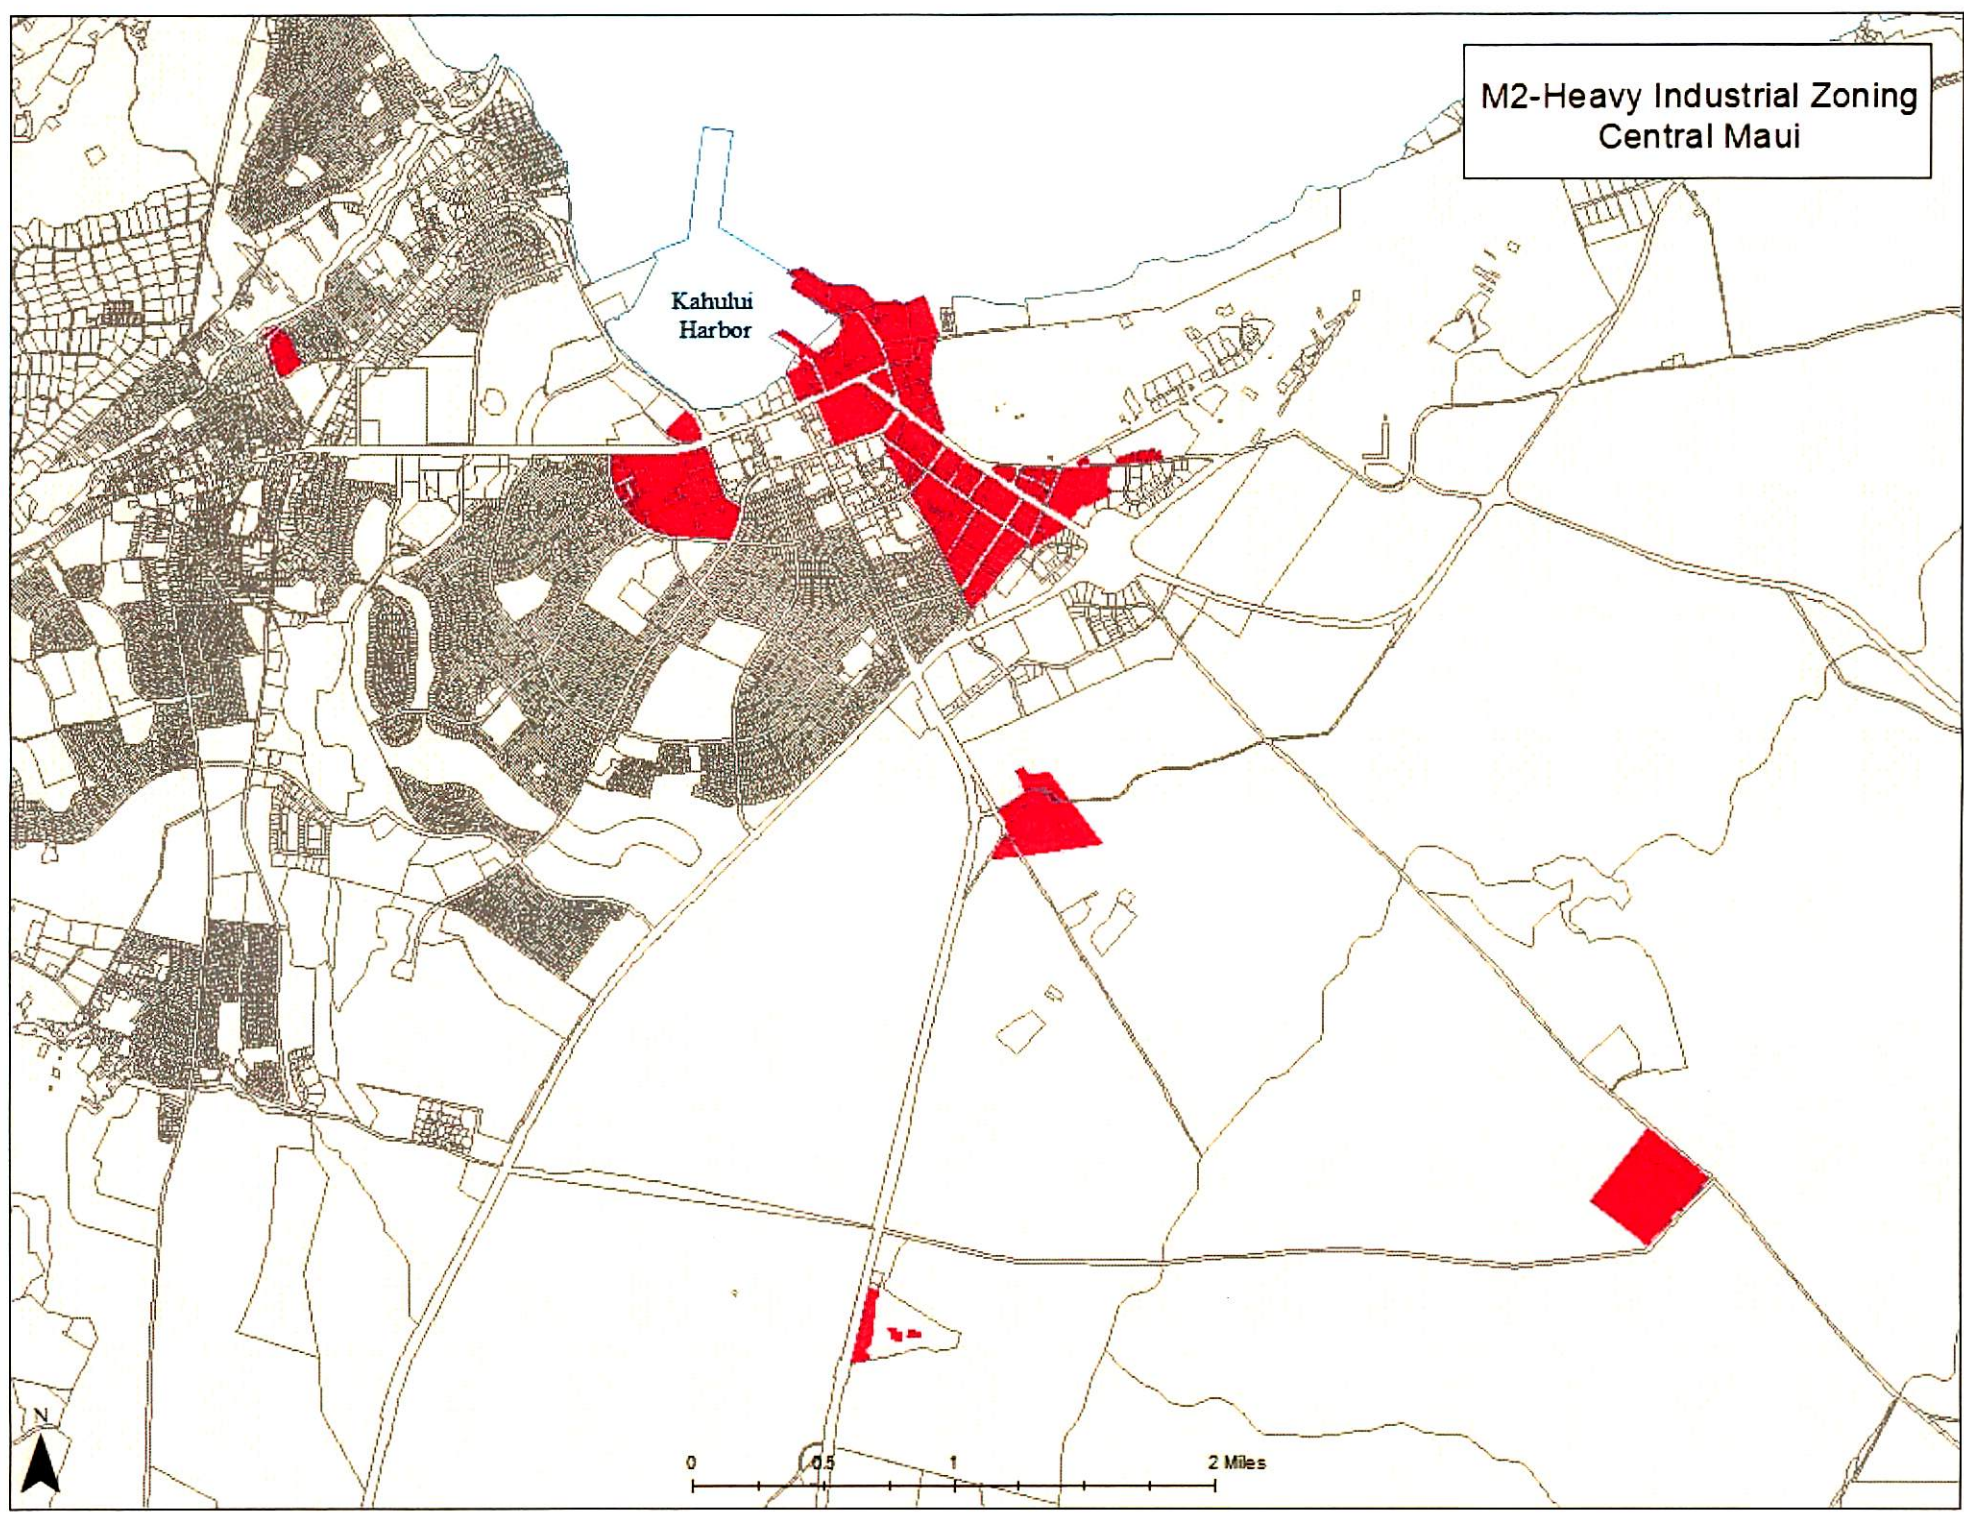 M2-Heavy Industrial Zoning
Central Maui
Kahului
Harbor
N
0 0.5 1 2 Miles